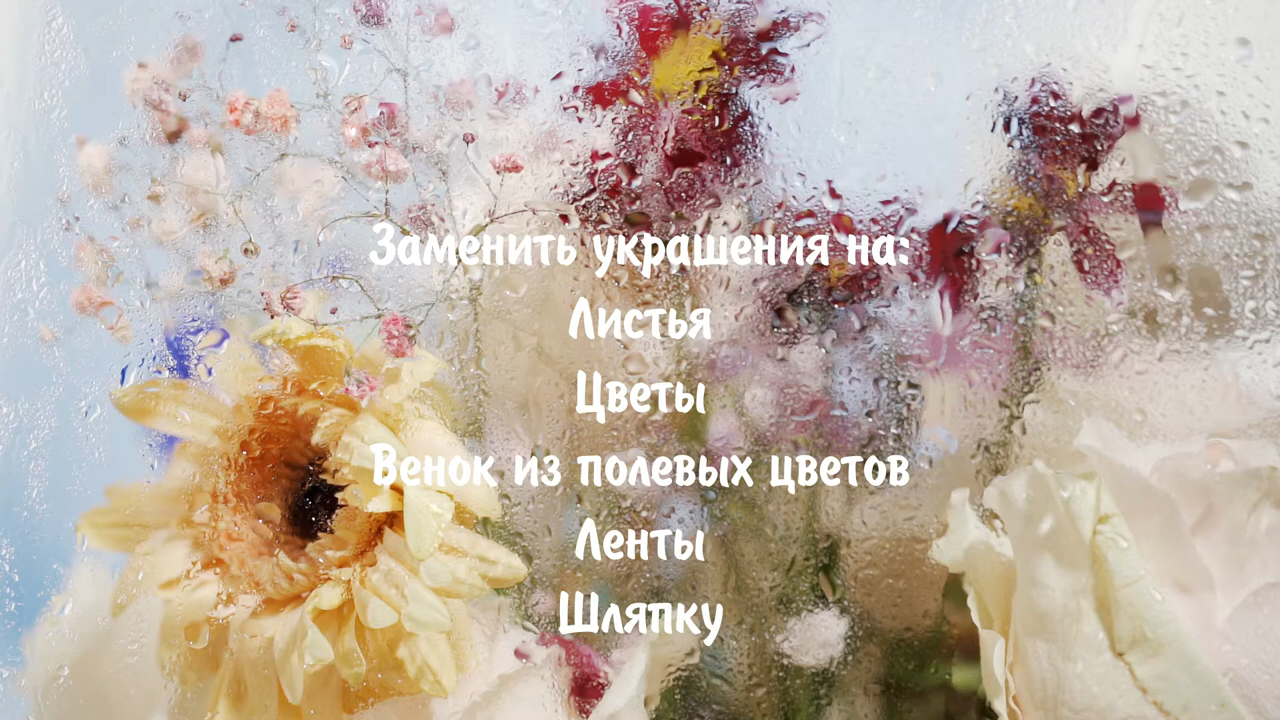 Заменить украшения на:
Листья
Цветы
Венок из полевых цветов
Ленты
Шляпку